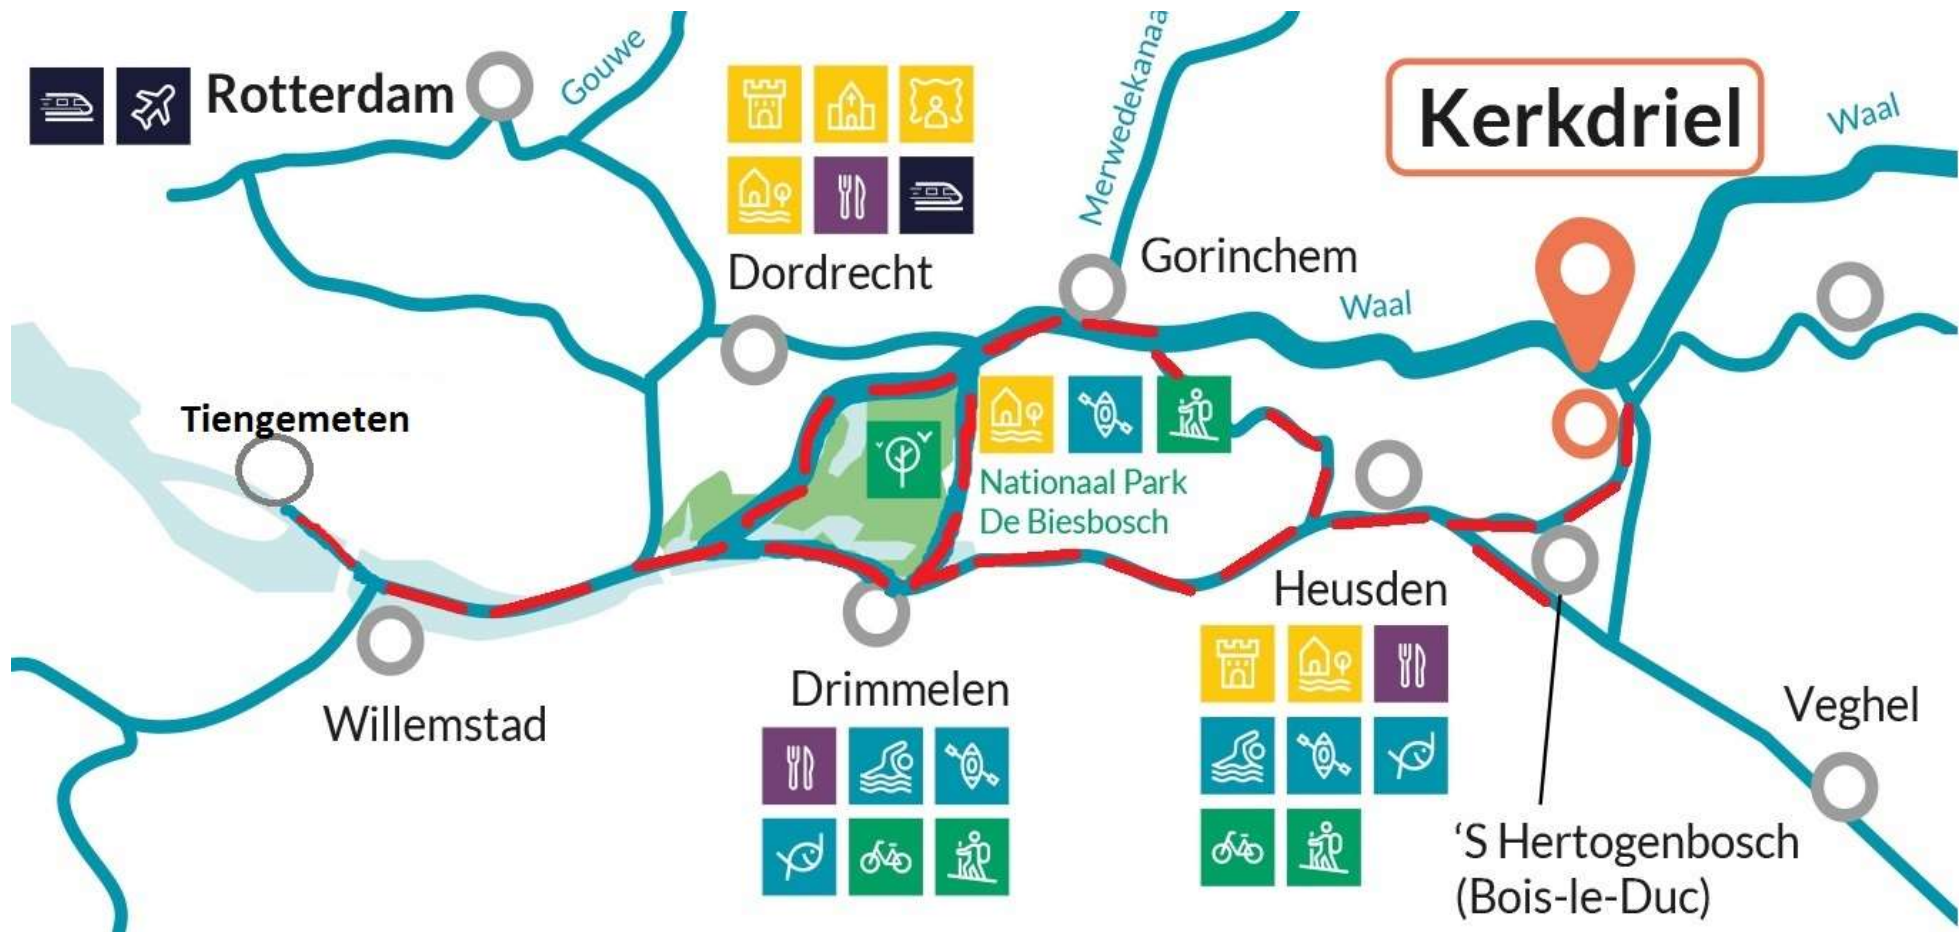 Rotterdam
Gouwe
Merwedekanaa
Kerkdriel
Waal
Dordrecht
Gorinchem
Waal
Tiengemeten
Nationaal Park
De Biesbosch
Heusden
Willemstad
Drimmelen
Veghel
‘S Hertogenbosch
(Bois-le-Duc)